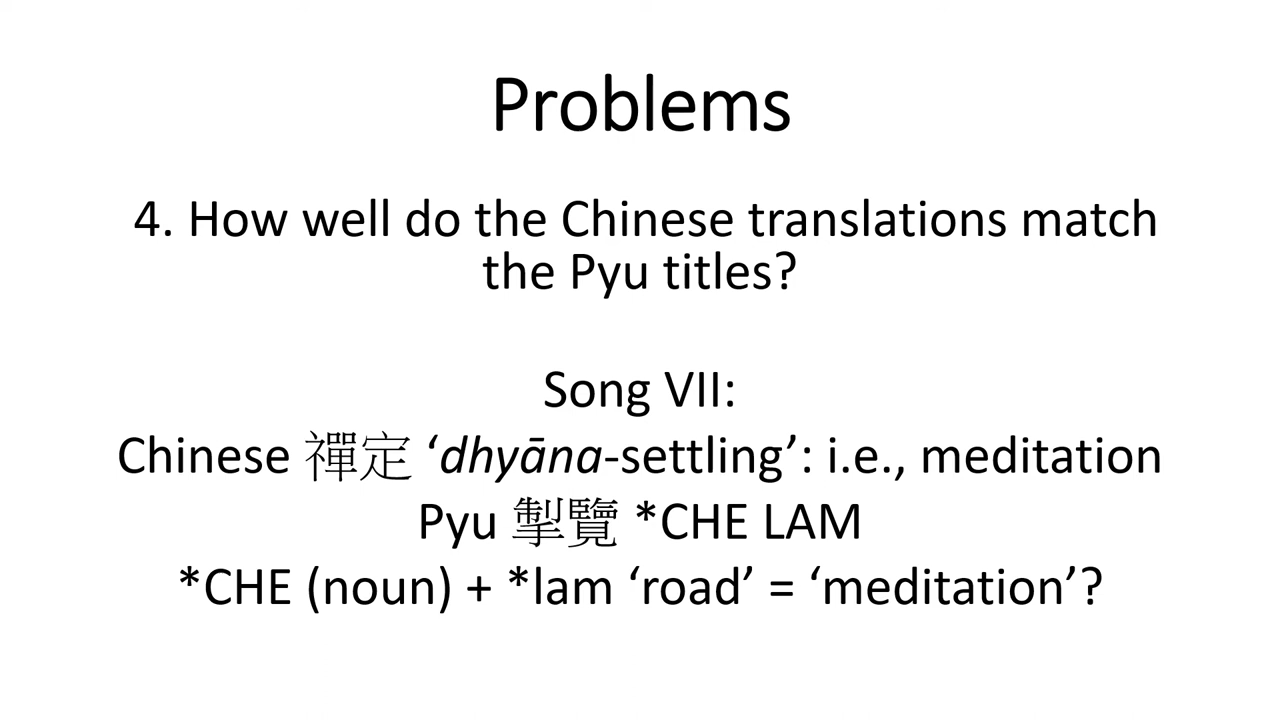 Problems
4. How well do the Chinese translations match
the Pyu titles?
Song VII:
Chinese 禪定 ‘dhyāna-settling’: i.e., meditation
Pyu 掣覽 *CHE LAM
*CHE (noun) + *lam ‘road’ = ‘meditation’?